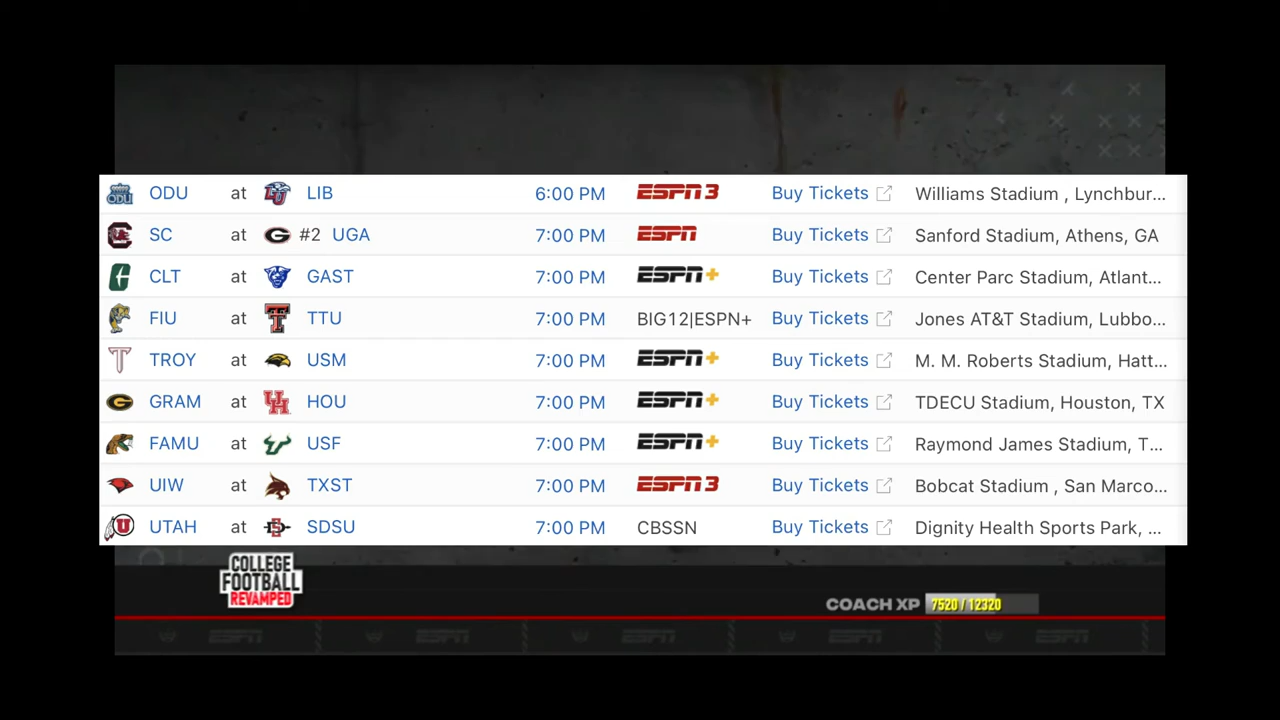 ODU at LIB 6:00 PM ESPN3 Buy Tickets Williams Stadium , Lynchbur...
SC at #2 UGA 7:00 PM ESPN Buy Tickets Sanford Stadium, Athens, GA
CLT at GAST 7:00 PM ESPN+ Buy Tickets Center Parc Stadium, Atlant...
FIU at TTU 7:00 PM BIG12|ESPN+ Buy Tickets Jones AT&T Stadium, Lubbo...
TROY at USM 7:00 PM ESPN+ Buy Tickets M. M. Roberts Stadium, Hatt...
GRAM at HOU 7:00 PM ESPN+ Buy Tickets TDECU Stadium, Houston, TX
FAMU at USF 7:00 PM ESPN+ Buy Tickets Raymond James Stadium, T...
UIW at TXST 7:00 PM ESPN3 Buy Tickets Bobcat Stadium , San Marco...
UTAH at SDSU 7:00 PM CBSSN Buy Tickets Dignity Health Sports Park, ...
COLLEGE
FOOTBALL
REVAMPED
COACH XP 7520 / 12320
ESPN ESPN ESPN ESPN ESPN